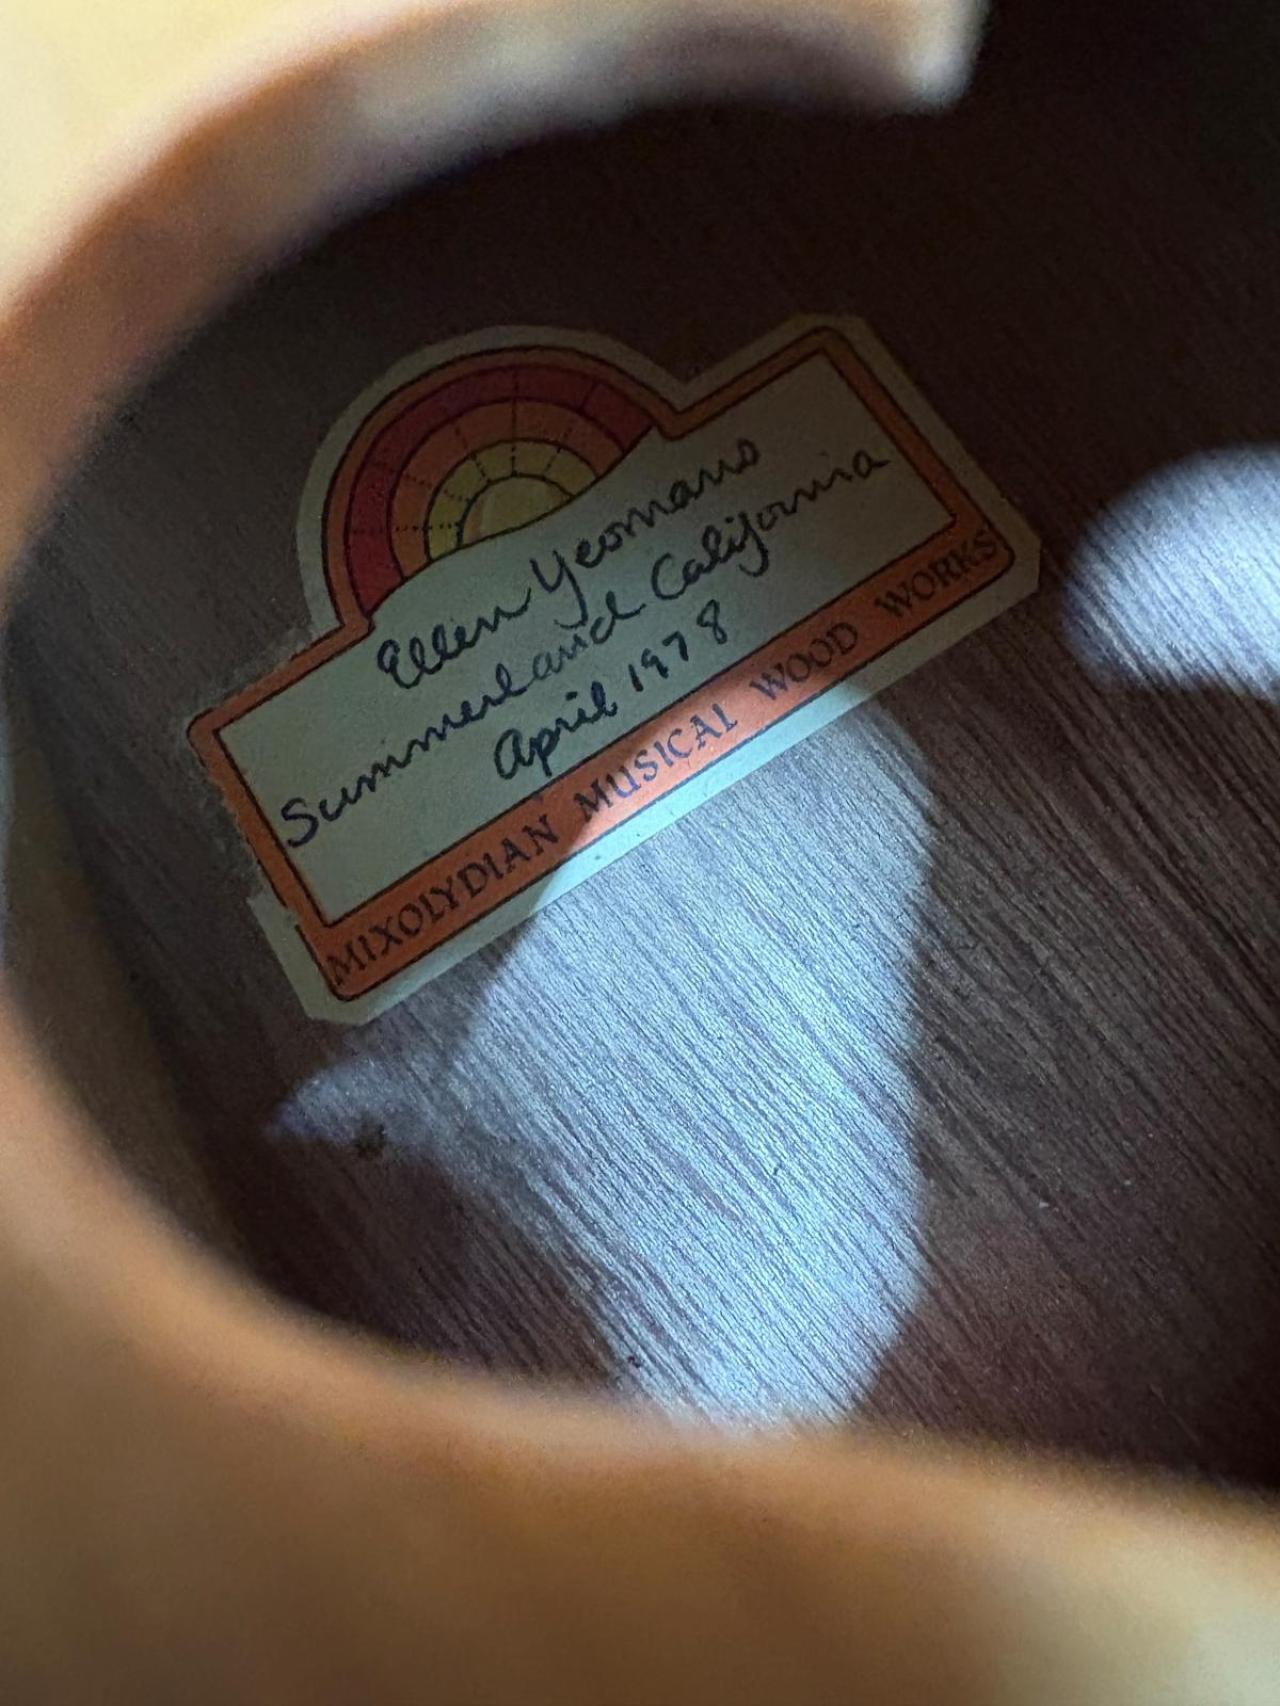 Ellen Yeomans
Summerland California
April 1978
MIXOLYDIAN MUSICAL WOOD WORKS